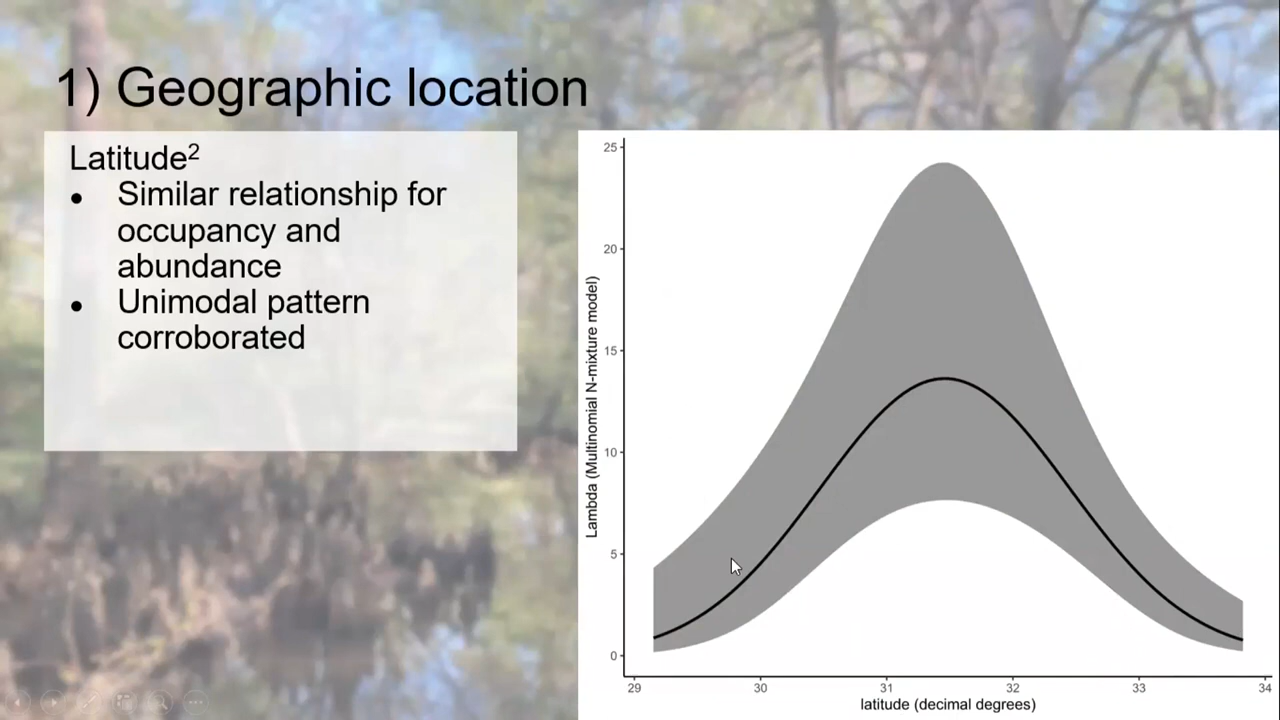 1) Geographic location
Latitude²
• Similar relationship for
occupancy and
abundance
• Unimodal pattern
corroborated
25
20
15
10
5
0
Lambda (Multinomial N-mixture model)
29 30 31 32 33 34
latitude (decimal degrees)